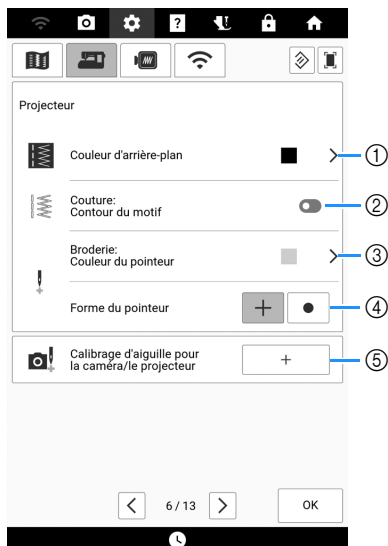 Projecteur
Couleur d'arrière-plan
①
Couture:
Contour du motif
②
Broderie:
Couleur du pointeur
③
Forme du pointeur
④
Calibrage d'aiguille pour
la caméra/le projecteur
+
⑤
6 / 13
OK